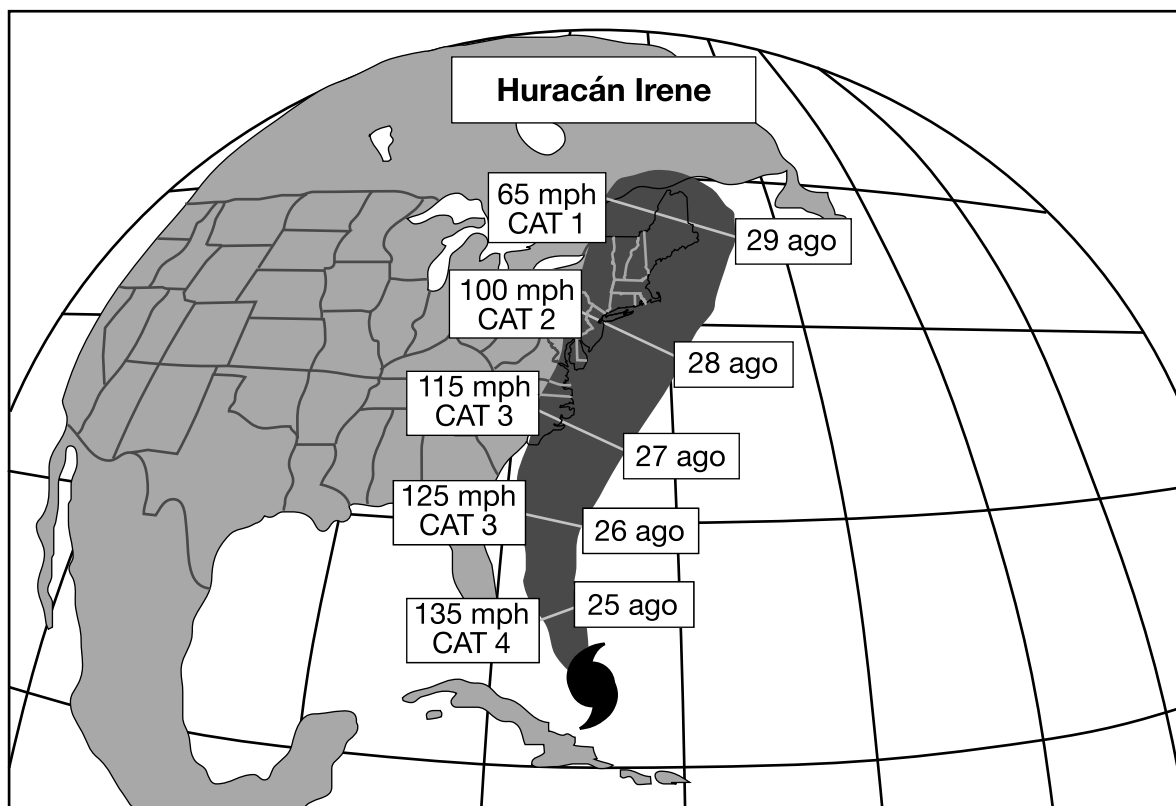 Huracán Irene
65 mph
CAT 1
29 ago
100 mph
CAT 2
28 ago
115 mph
CAT 3
27 ago
125 mph
CAT 3
26 ago
135 mph
CAT 4
25 ago